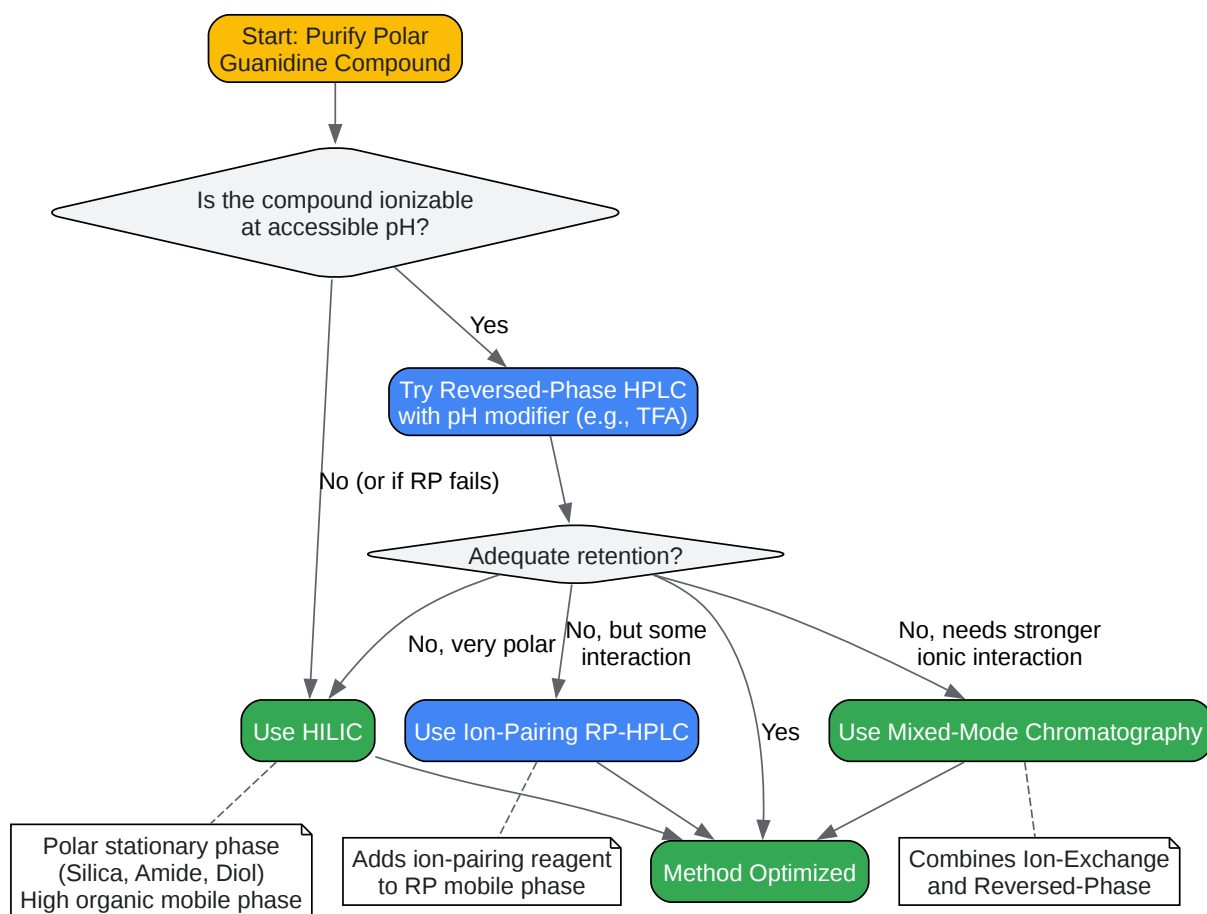 Start: Purify Polar
Guanidine Compound
Is the compound ionizable
at accessible pH?
Yes
Try Reversed-Phase HPLC
with pH modifier (e.g., TFA)
No (or if RP fails)
Adequate retention?
No, very polar
No, but some
interaction
No, needs stronger
ionic interaction
Use HILIC
Use Ion-Pairing RP-HPLC
Yes
Use Mixed-Mode Chromatography
Polar stationary phase
(Silica, Amide, Diol)
High organic mobile phase
Adds ion-pairing reagent
to RP mobile phase
Method Optimized
Combines Ion-Exchange
and Reversed-Phase